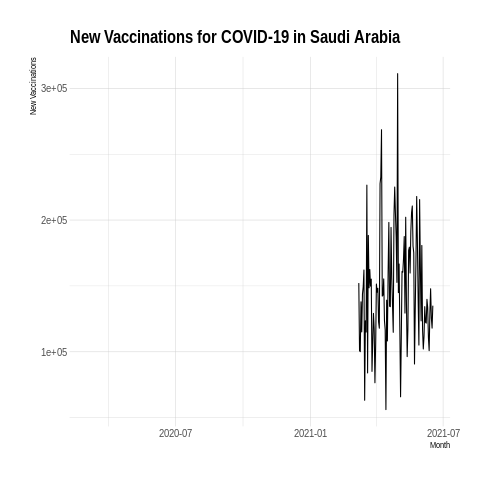 New Vaccinations for COVID-19 in Saudi Arabia
New Vaccinations
3e+05
2e+05
1e+05
2020-07 2021-01 2021-07
Month